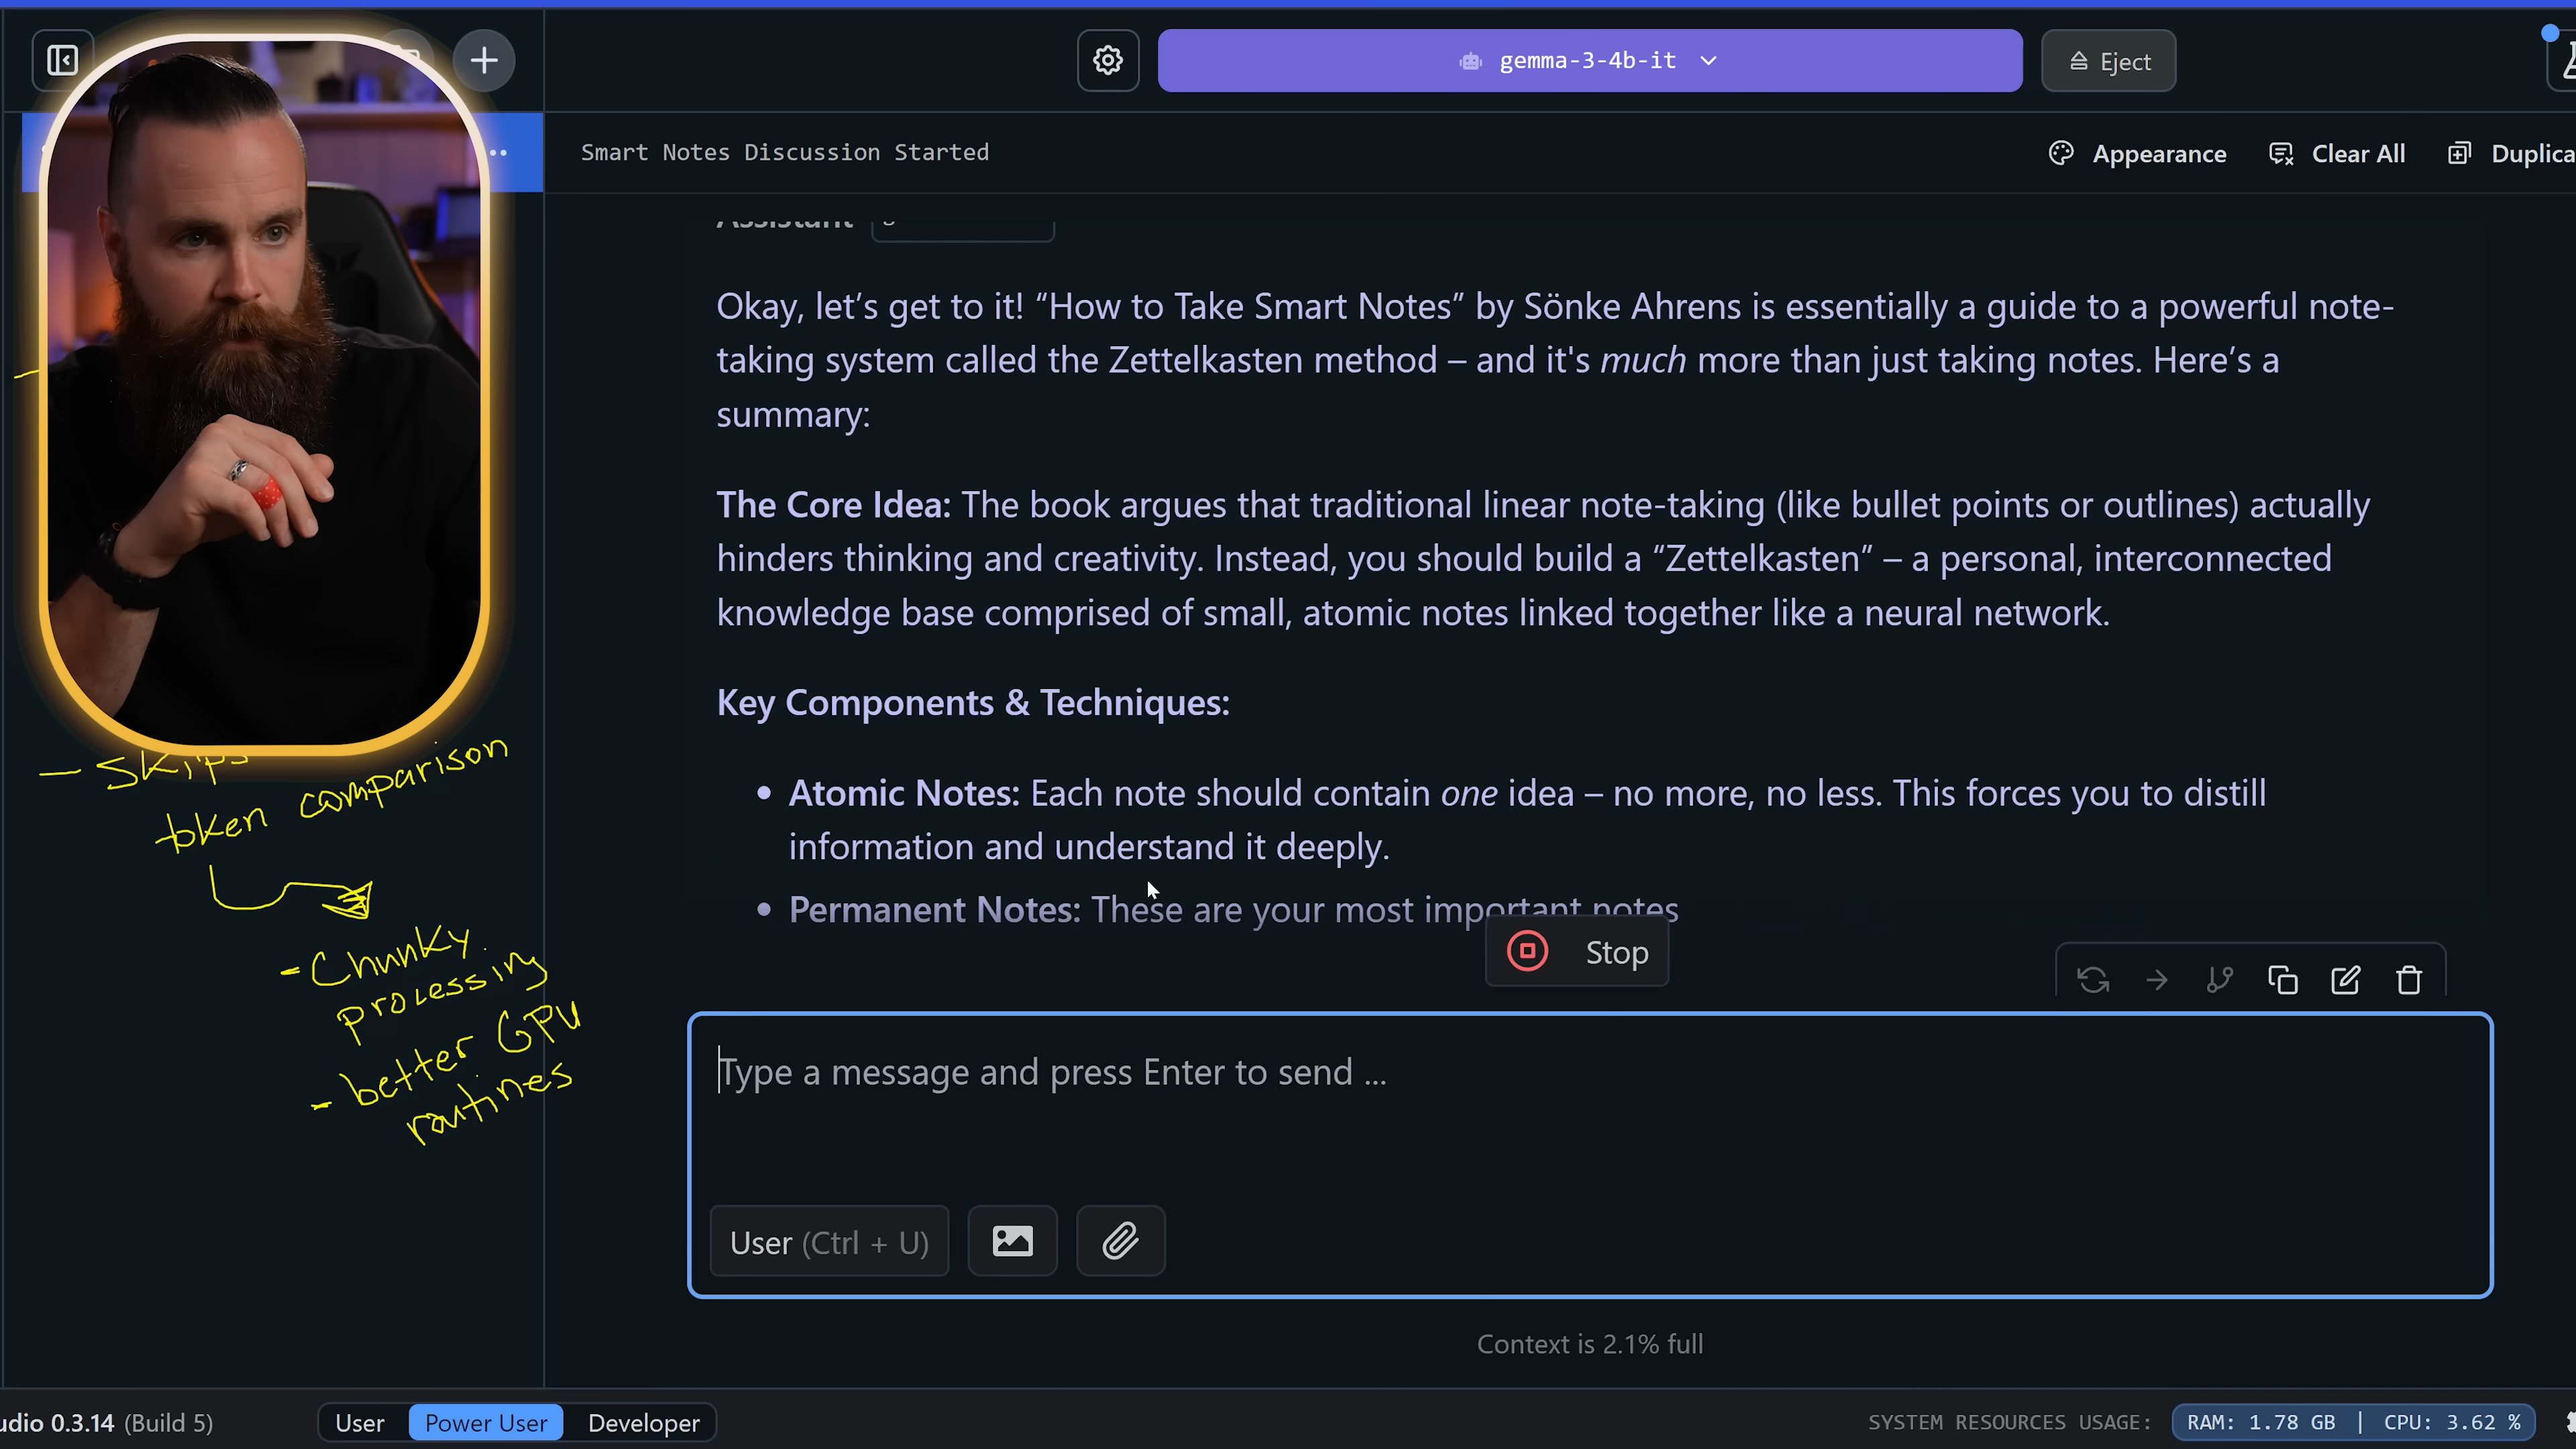 gemma-3-4b-it
Eject
Smart Notes Discussion Started
Appearance
Clear All
Assistant
Okay, let’s get to it! “How to Take Smart Notes” by Sönke Ahrens is essentially a guide to a powerful note-
taking system called the Zettelkasten method – and it's much more than just taking notes. Here’s a
summary:
The Core Idea: The book argues that traditional linear note-taking (like bullet points or outlines) actually
hinders thinking and creativity. Instead, you should build a “Zettelkasten” – a personal, interconnected
knowledge base comprised of small, atomic notes linked together like a neural network.
Key Components & Techniques:
• Atomic Notes: Each note should contain one idea – no more, no less. This forces you to distill
information and understand it deeply.
• Permanent Notes: These are your most important notes
Stop
- Skips
token comparison
- Chunky
processing
- better GPU
routines
Type a message and press Enter to send ...
User (Ctrl + U)
Context is 2.1% full
udio 0.3.14 (Build 5)
User
Power User
Developer
SYSTEM RESOURCES USAGE:
RAM: 1.78 GB | CPU: 3.62 %